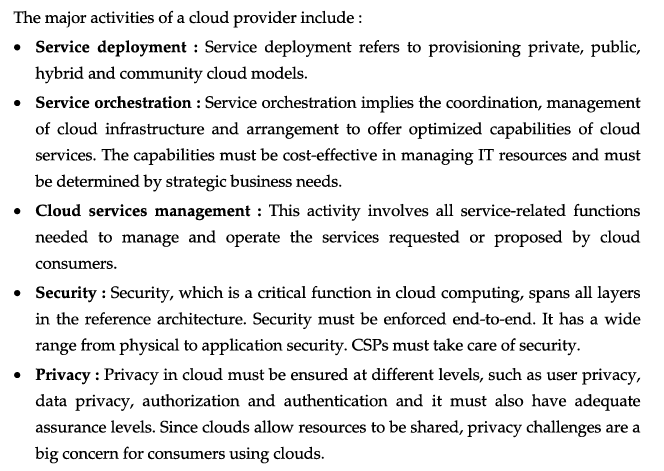 The major activities of a cloud provider include :
• Service deployment : Service deployment refers to provisioning private, public,
hybrid and community cloud models.
• Service orchestration : Service orchestration implies the coordination, management
of cloud infrastructure and arrangement to offer optimized capabilities of cloud
services. The capabilities must be cost-effective in managing IT resources and must
be determined by strategic business needs.
• Cloud services management : This activity involves all service-related functions
needed to manage and operate the services requested or proposed by cloud
consumers.
• Security : Security, which is a critical function in cloud computing, spans all layers
in the reference architecture. Security must be enforced end-to-end. It has a wide
range from physical to application security. CSPs must take care of security.
• Privacy : Privacy in cloud must be ensured at different levels, such as user privacy,
data privacy, authorization and authentication and it must also have adequate
assurance levels. Since clouds allow resources to be shared, privacy challenges are a
big concern for consumers using clouds.